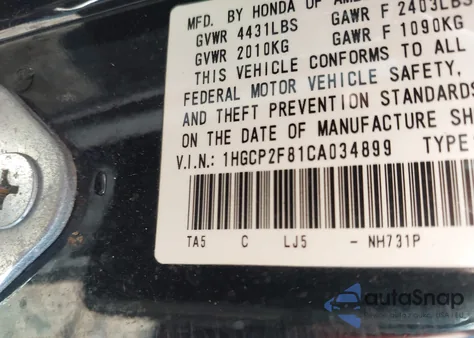 MFD. BY HONDA OF
GVWR 4431LBS GAWR F 2403LBS
GVWR 2010KG GAWR F 1090KG
THIS VEHICLE CONFORMS TO ALL
FEDERAL MOTOR VEHICLE SAFETY,
AND THEFT PREVENTION STANDARDS
ON THE DATE OF MANUFACTURE SH
V.I.N.: 1HGCP2F81CA034899 TYPE
TA5 C LJ5 - NH731P
autaSnap